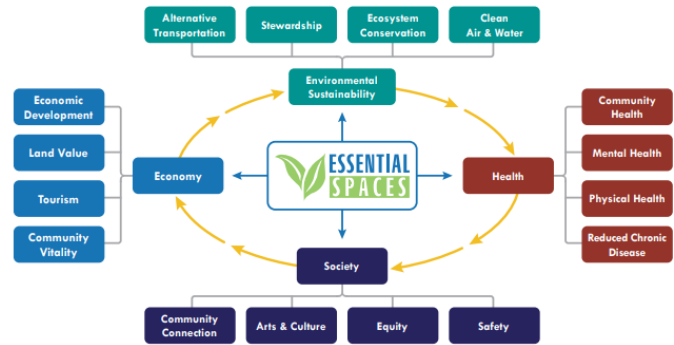 Alternative
Transportation
Stewardship
Ecosystem
Conservation
Clean
Air & Water
Environmental
Sustainability
Economic
Development
Land Value
Tourism
Community
Vitality
Economy
ESSENTIAL
SPACES
Health
Community
Health
Mental Health
Physical Health
Reduced Chronic
Disease
Society
Community
Connection
Arts & Culture
Equity
Safety